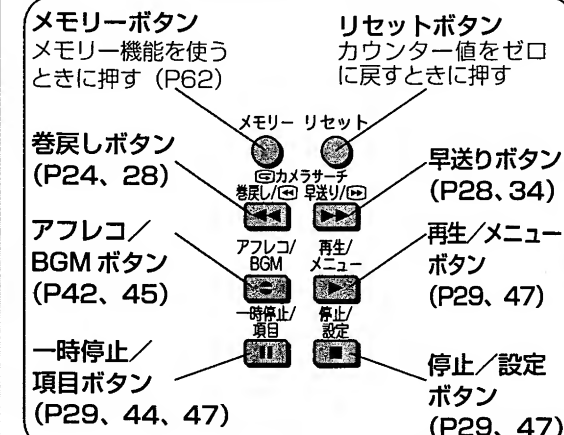 メモリーボタン
メモリー機能を使う
ときに押す (P62)
リセットボタン
カウンター値をゼロ
に戻すときに押す
メモリー リセット
カメラサーチ
巻戻し/ 早送り/
巻戻しボタン
(P24、28)
早送りボタン
(P28、34)
アフレコ/
BGM
再生/
メニュー
アフレコ/
BGM ボタン
(P42、45)
再生/メニュー
ボタン
(P29、47)
一時停止/
項目
停止/
設定
一時停止/
項目ボタン
(P29、44、47)
停止/設定
ボタン
(P29、47)